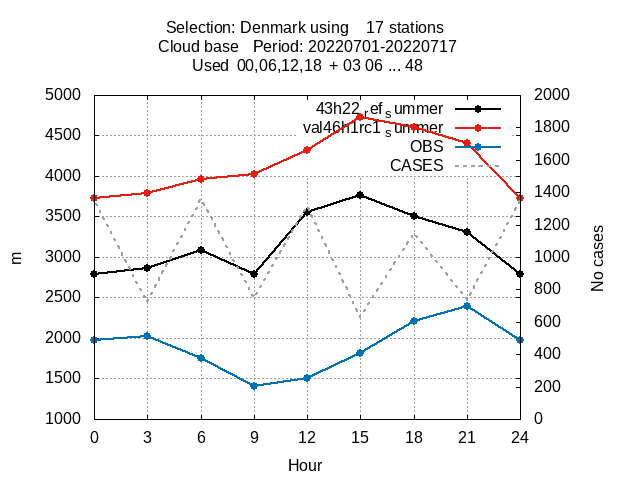 Selection: Denmark using 17 stations
Cloud base Period: 20220701-20220717
Used 00,06,12,18 + 03 06 ... 48
5000 2000
43h22refsummer
4500 1800
val46h1rc1summer
1600
OBS
4000 CASES
1400
3500 1200
m 3000 1000 No cases
2500 800
600
2000
400
1500 200
1000 0
0 3 6 9 12 15 18 21 24
Hour